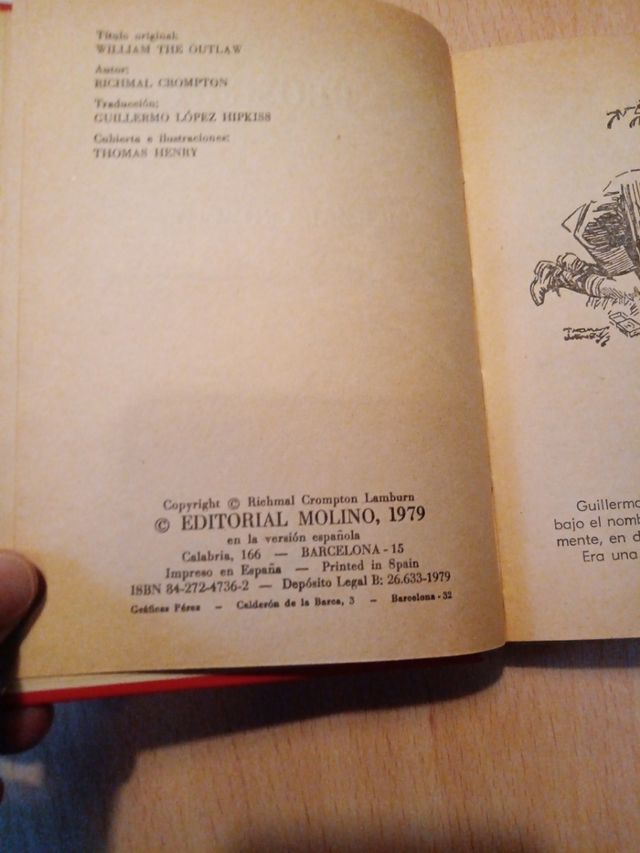 Título original:
WILLIAM THE OUTLAW
Autor:
RICHMAL CROMPTON
Traducción:
GUILLERMO LÓPEZ HIPKISS
Cubierta e ilustraciones:
THOMAS HENRY
Copyright © Richmal Crompton Lamburn
© EDITORIAL MOLINO, 1979
en la versión española
Calabria, 166 — BARCELONA - 15
Impreso en España — Printed in Spain
ISBN 84-272-4736-2 — Depósito Legal B: 26.633-1979
Gráficas Pérez — Calderón de la Barca, 3 — Barcelona - 32
Guillermo
bajo el nomb
mente, en d
Era una